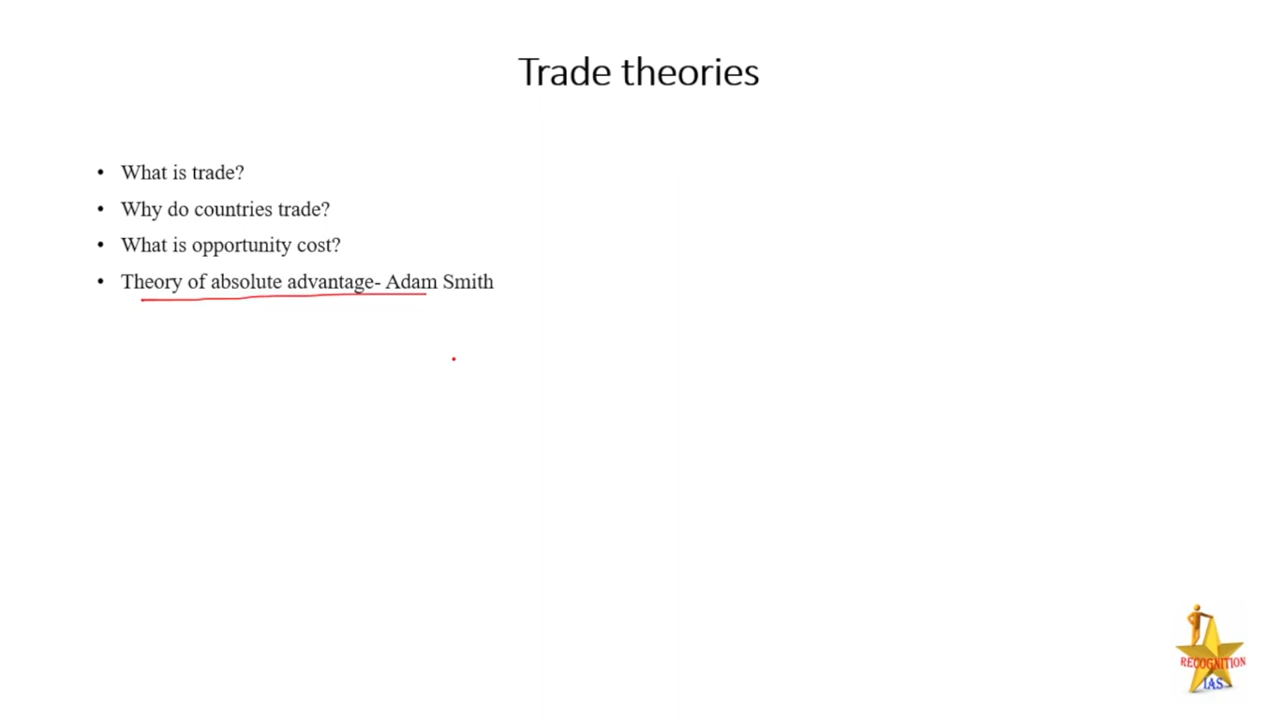 Trade theories
• What is trade?
• Why do countries trade?
• What is opportunity cost?
• Theory of absolute advantage- Adam Smith
RECOGNITION
IAS